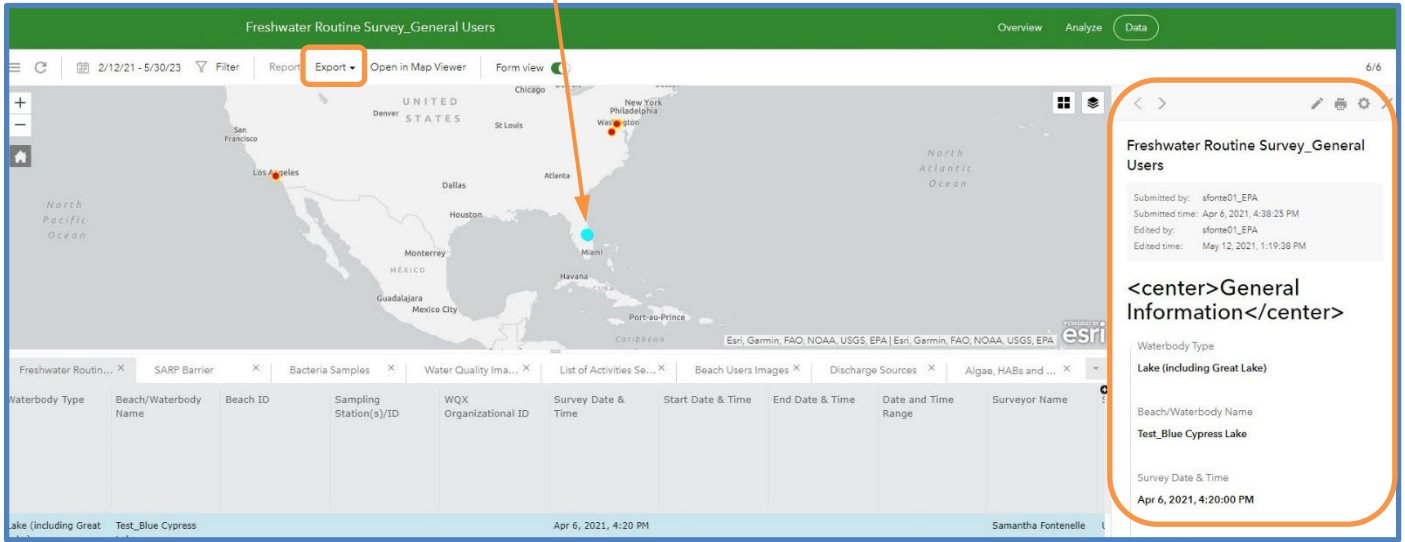 Freshwater Routine Survey_General Users
Overview Analyze Data
2/12/21 - 5/30/23 Filter Report Export Open in Map Viewer Form view 6/6
Chicago
UNITED
STATES
Denver
St Louis
New York
Philadelphia
Washington
San
Francisco
Los Angeles
Dallas
Atlanta
North
Atlantic
Ocean
North
Pacific
Ocean
Houston
Monterrey
Miami
MÉXICO
Havana
CUBA
Guadalajara
Mexico City
Port-au-Prince
Caribbean
Esri, Garmin, FAO, NOAA, USGS, EPA | Esri, Garmin, FAO, NOAA, USGS, EPA
POWERED BY
esri
Freshwater Routin... SARP Barrier Bacteria Samples Water Quality Ima... List of Activities Se... Beach Users Images Discharge Sources Algae, HABs and ...
Waterbody Type
Beach/Waterbody
Name
Beach ID
Sampling
Station(s)/ID
WQX
Organizational ID
Survey Date &
Time
Start Date & Time
End Date & Time
Date and Time
Range
Surveyor Name
Lake (including Great
Test_Blue Cypress
Apr 6, 2021, 4:20 PM
Samantha Fontenelle
Freshwater Routine Survey_General
Users
Submitted by: sfonte01_EPA
Submitted time: Apr 6, 2021, 4:38:25 PM
Edited by: sfonte01_EPA
Edited time: May 12, 2021, 1:19:38 PM
<center>General
Information</center>
Waterbody Type
Lake (including Great Lake)
Beach/Waterbody Name
Test_Blue Cypress Lake
Survey Date & Time
Apr 6, 2021, 4:20:00 PM